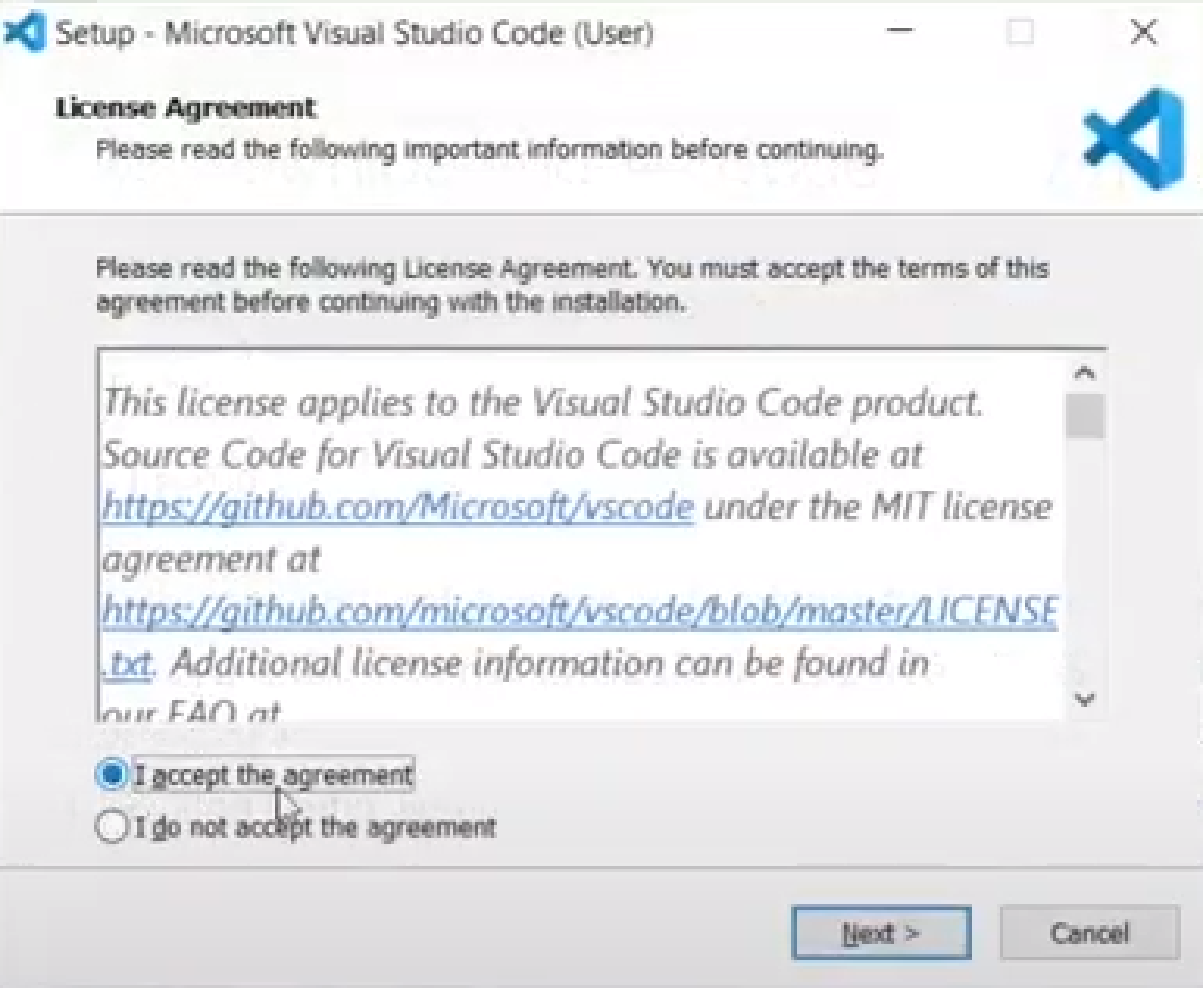 Setup - Microsoft Visual Studio Code (User)
License Agreement
Please read the following important information before continuing.
Please read the following License Agreement. You must accept the terms of this
agreement before continuing with the installation.
This license applies to the Visual Studio Code product.
Source Code for Visual Studio Code is available at
https://github.com/Microsoft/vscode under the MIT license
agreement at
https://github.com/microsoft/vscode/blob/master/LICENSE
.txt. Additional license information can be found in
our FAQ at
I accept the agreement
I do not accept the agreement
Next >
Cancel